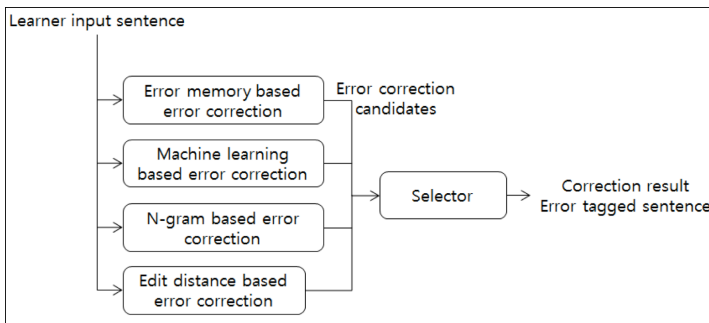 Learner input sentence
Error memory based
error correction
Error correction
candidates
Machine learning
based error correction
N-gram based error
correction
Edit distance based
error correction
Selector
Correction result
Error tagged sentence